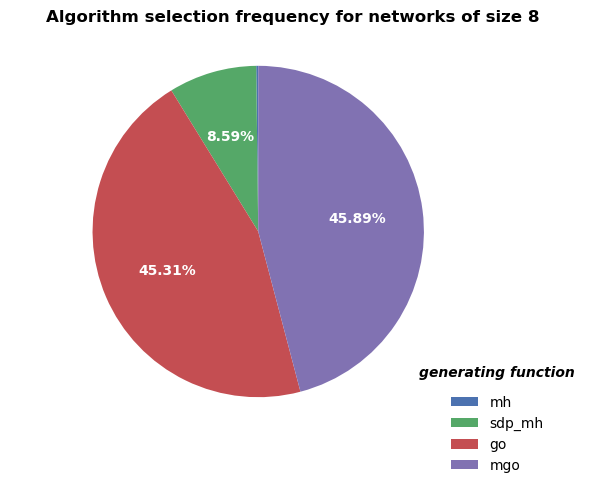 Algorithm selection frequency for networks of size 8
8.59%
45.89%
45.31%
generating function
mh
sdp_mh
go
mgo